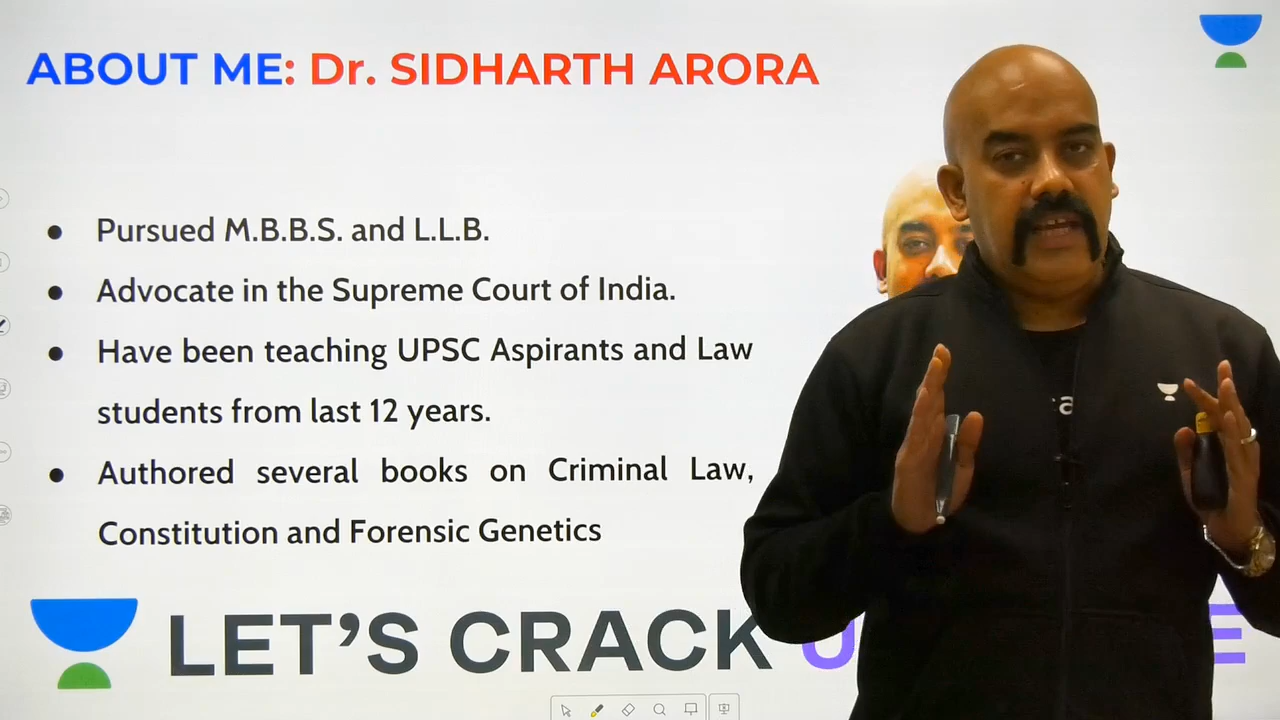 ABOUT ME: Dr. SIDHARTH ARORA
● Pursued M.B.B.S. and L.L.B.
● Advocate in the Supreme Court of India.
● Have been teaching UPSC Aspirants and Law
students from last 12 years.
● Authored several books on Criminal Law,
Constitution and Forensic Genetics
LET'S CRACK